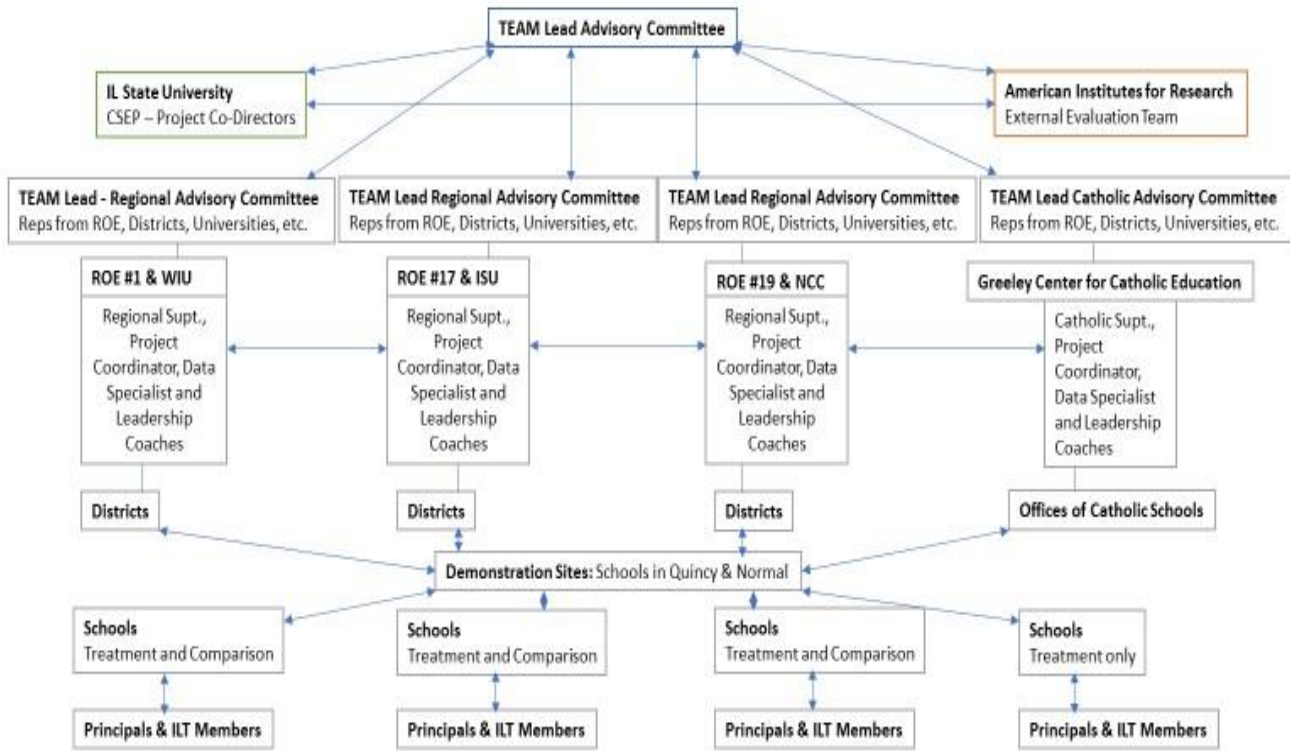 TEAM Lead Advisory Committee
IL State University
CSEP – Project Co-Directors
American Institutes for Research
External Evaluation Team
TEAM Lead - Regional Advisory Committee
Reps from ROE, Districts, Universities, etc.
TEAM Lead Regional Advisory Committee
Reps from ROE, Districts, Universities, etc.
TEAM Lead Regional Advisory Committee
Reps from ROE, Districts, Universities, etc.
TEAM Lead Catholic Advisory Committee
Reps from ROE, Districts, Universities, etc.
ROE #1 & WIU
Regional Supt.,
Project
Coordinator, Data
Specialist and
Leadership
Coaches
ROE #17 & ISU
Regional Supt.,
Project
Coordinator, Data
Specialist and
Leadership
Coaches
ROE #19 & NCC
Regional Supt.,
Project
Coordinator, Data
Specialist and
Leadership
Coaches
Greeley Center for Catholic Education
Catholic Supt.,
Project
Coordinator,
Data Specialist
and Leadership
Coaches
Districts
Districts
Districts
Offices of Catholic Schools
Demonstration Sites: Schools in Quincy & Normal
Schools
Treatment and Comparison
Schools
Treatment and Comparison
Schools
Treatment and Comparison
Schools
Treatment only
Principals & ILT Members
Principals & ILT Members
Principals & ILT Members
Principals & ILT Members